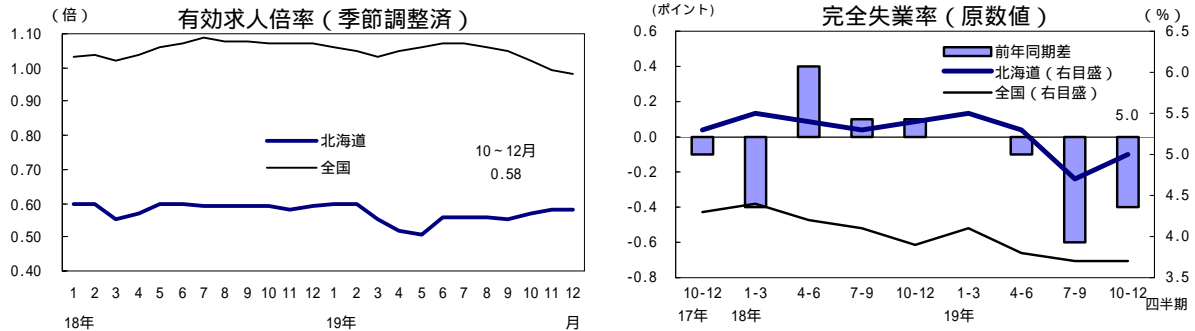 有効求人倍率（季節調整済）
（倍）
1.10
1.00
0.90
0.80
0.70
0.60
0.50
0.40
北海道
全国
10～12月
0.58
1 2 3 4 5 6 7 8 9 10 11 12 1 2 3 4 5 6 7 8 9 10 11 12
18年 19年 月
完全失業率（原数値）
(ポイント) （％）
0.6
0.4
0.2
0.0
-0.2
-0.4
-0.6
-0.8
前年同期差
北海道（右目盛）
全国（右目盛）
5.0
6.5
6.0
5.5
5.0
4.5
4.0
3.5
10-12 1-3 4-6 7-9 10-12 1-3 4-6 7-9 10-12
17年 18年 19年 四半期